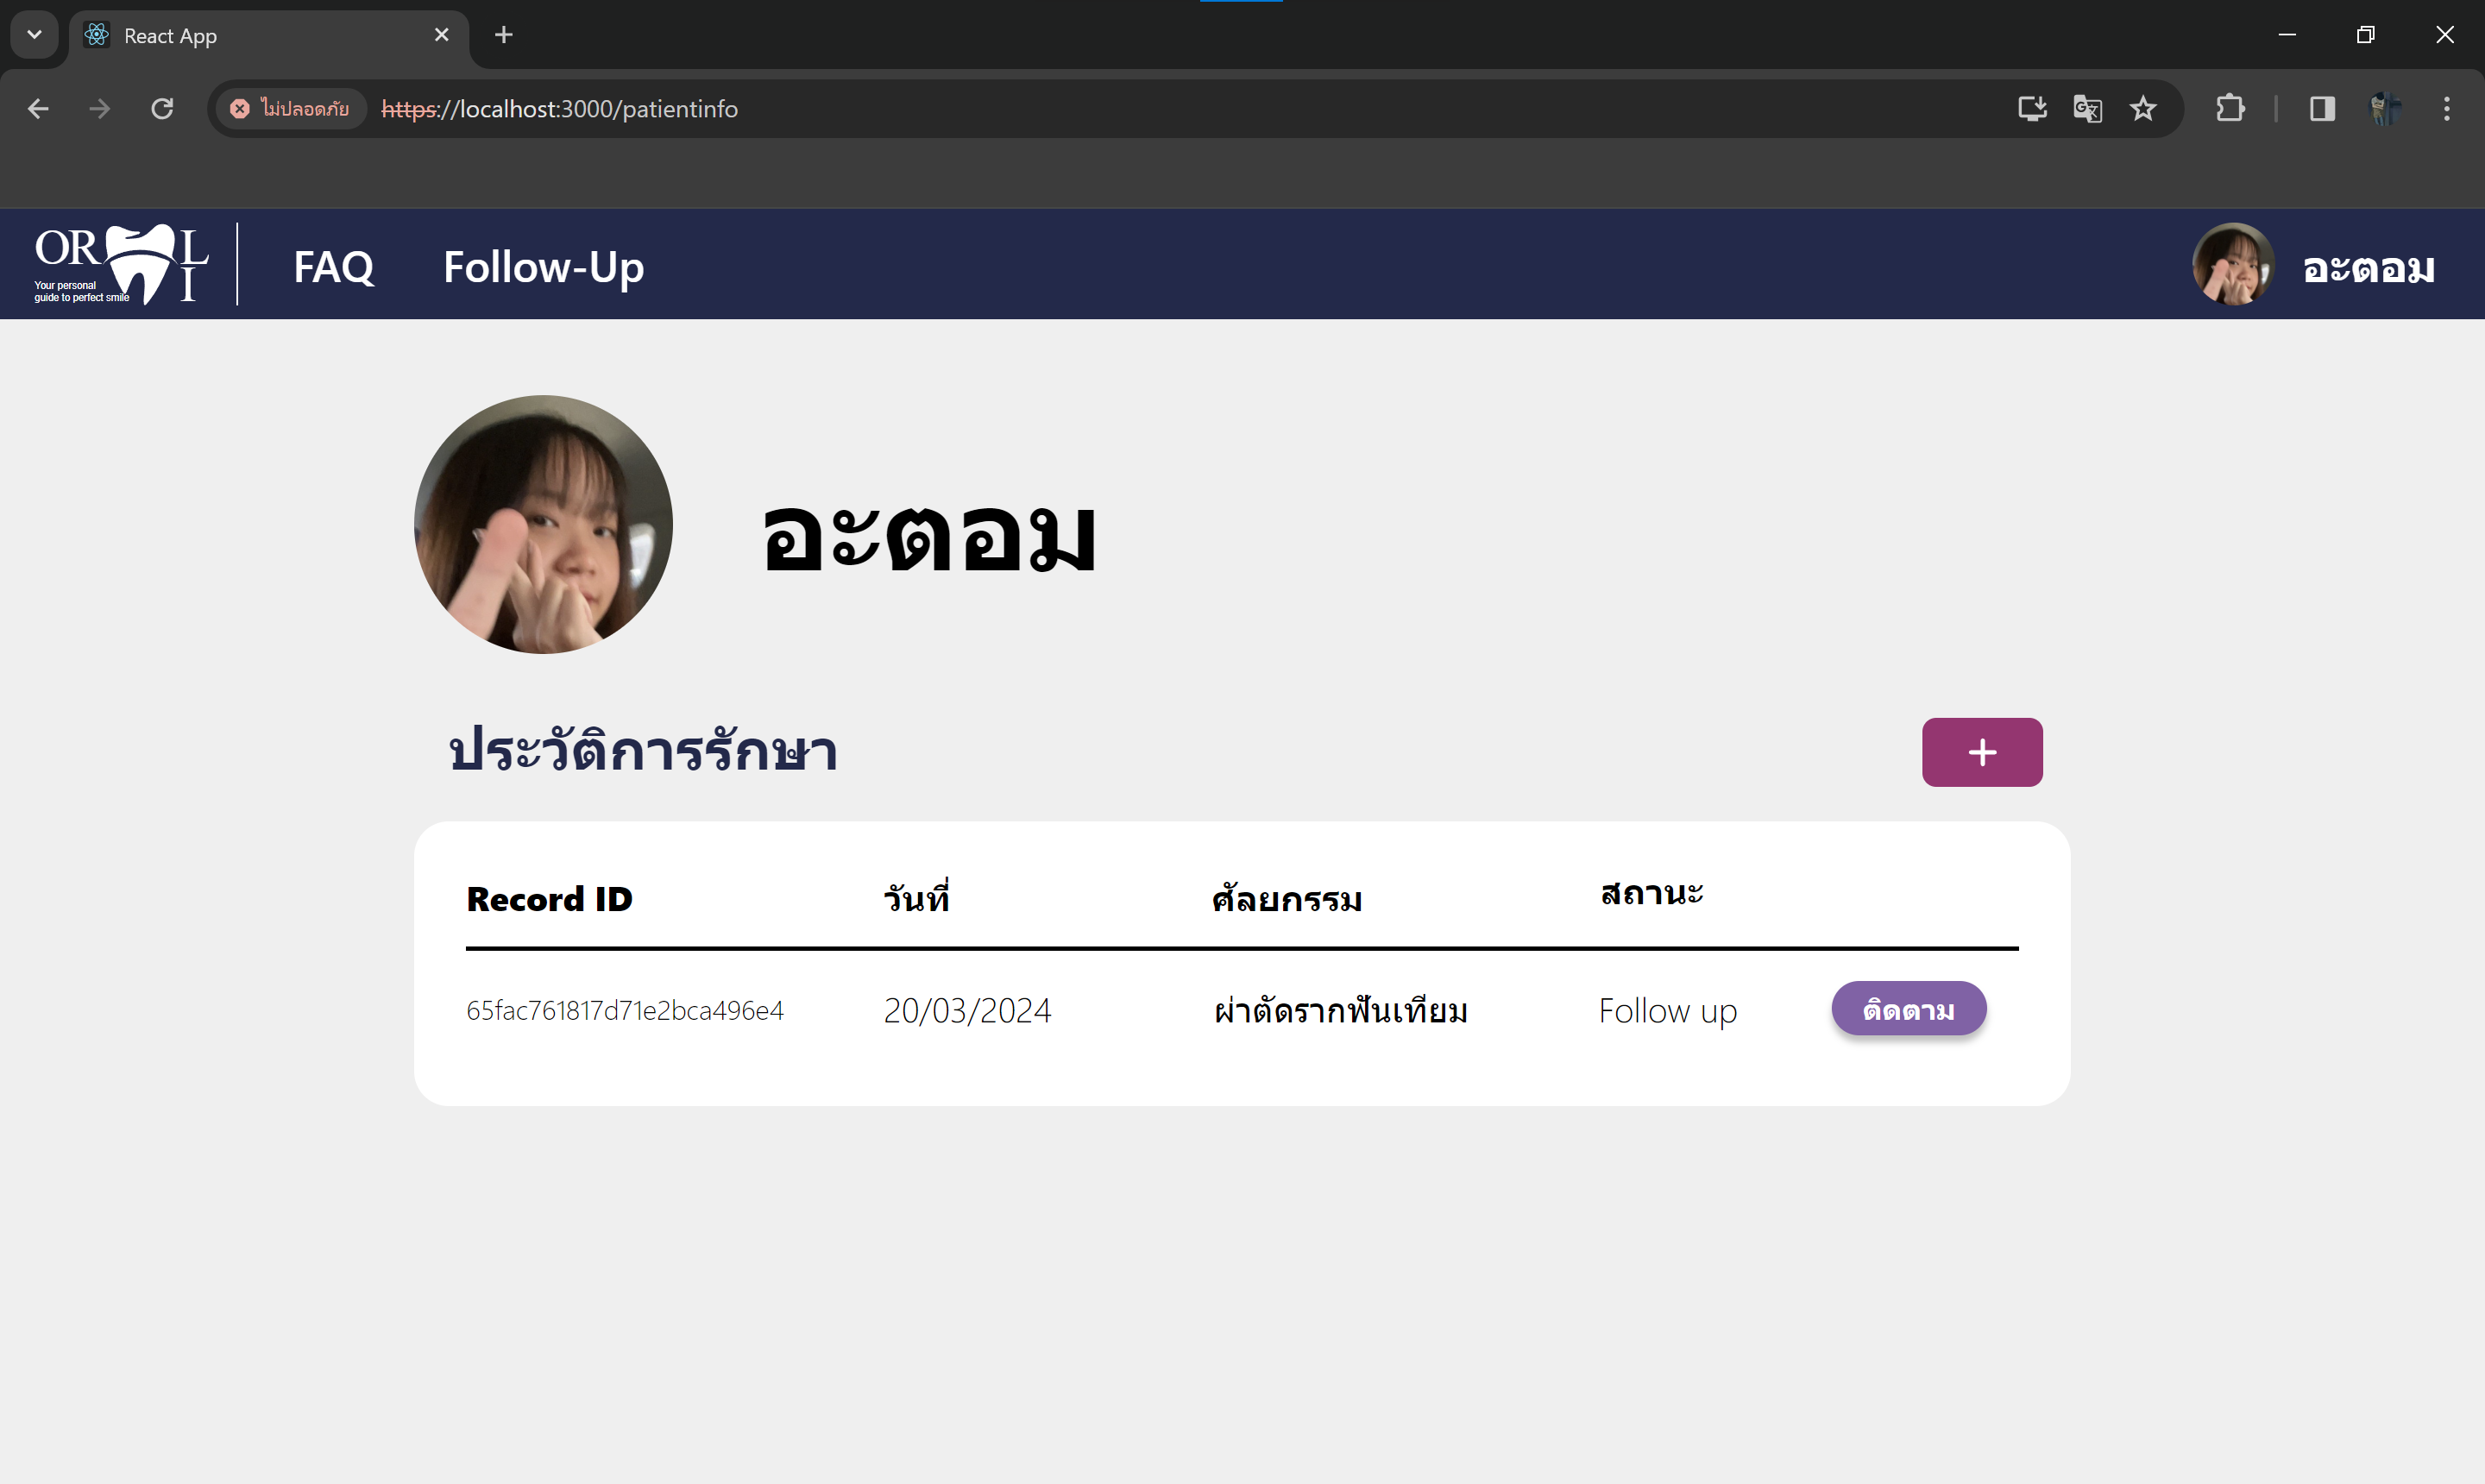 React App
ไม่ปลอดภัย https://localhost:3000/patientinfo
OR L I
Your personal
guide to perfect smile
FAQ Follow-Up อะตอม
อะตอม
ประวัติการรักษา +
Record ID วันที่ ศัลยกรรม สถานะ
65fac761817d71e2bca496e4 20/03/2024 ผ่าตัดรากฟันเทียม Follow up ติดตาม